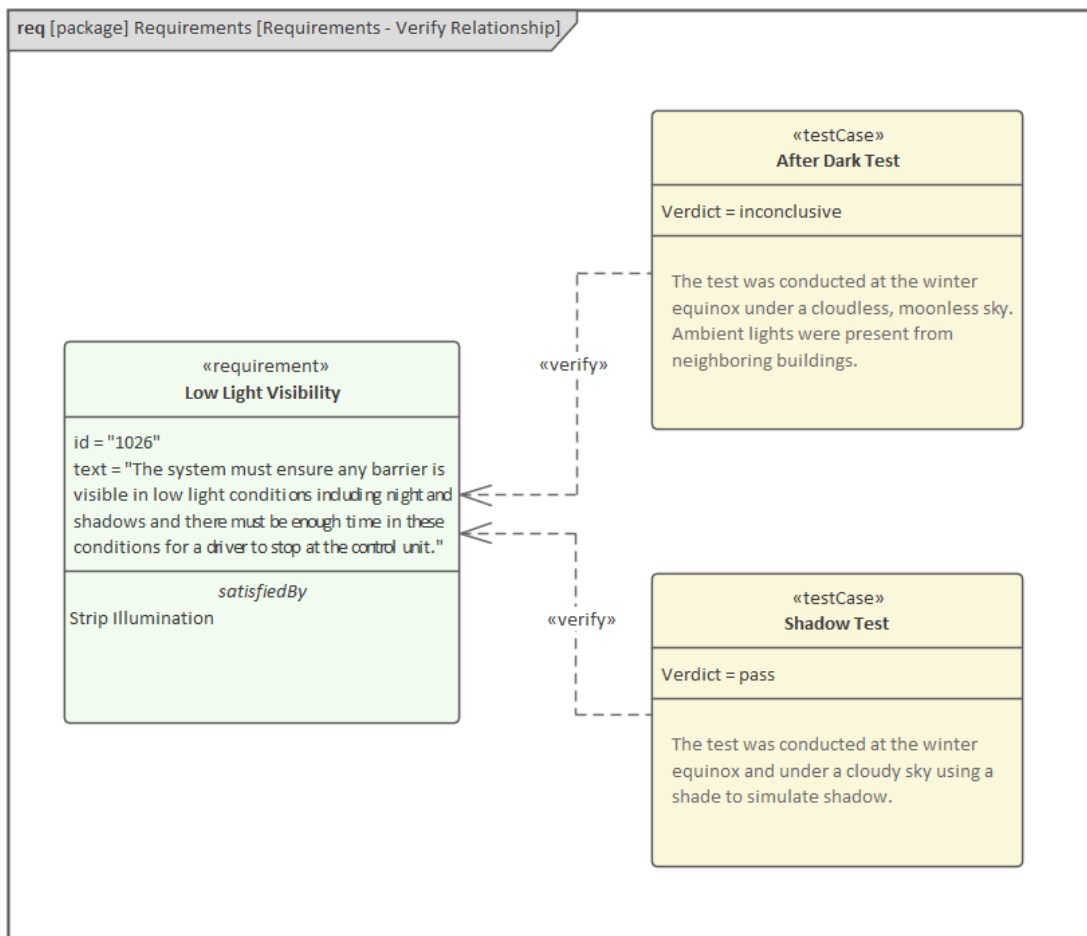 req [package] Requirements [Requirements - Verify Relationship]
«testCase»
After Dark Test
Verdict = inconclusive
The test was conducted at the winter
equinox under a cloudless, moonless sky.
Ambient lights were present from
neighboring buildings.
«verify»
«requirement»
Low Light Visibility
id = "1026"
text = "The system must ensure any barrier is
visible in low light conditions including night and
shadows and there must be enough time in these
conditions for a driver to stop at the control unit."
satisfiedBy
Strip Illumination
«verify»
«testCase»
Shadow Test
Verdict = pass
The test was conducted at the winter
equinox and under a cloudy sky using a
shade to simulate shadow.